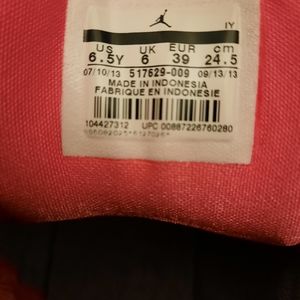 IY
US UK EUR cm
6.5Y 6 39 24.5
07/10/13 517629-009 09/13/13
MADE IN INDONESIA
FABRIQUE EN INDONESIE
104427312 UPC 00887226760280